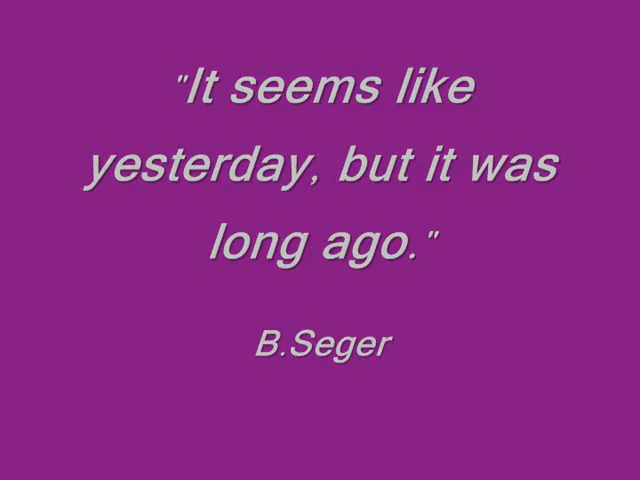 "It seems like
yesterday, but it was
long ago."
B.Seger